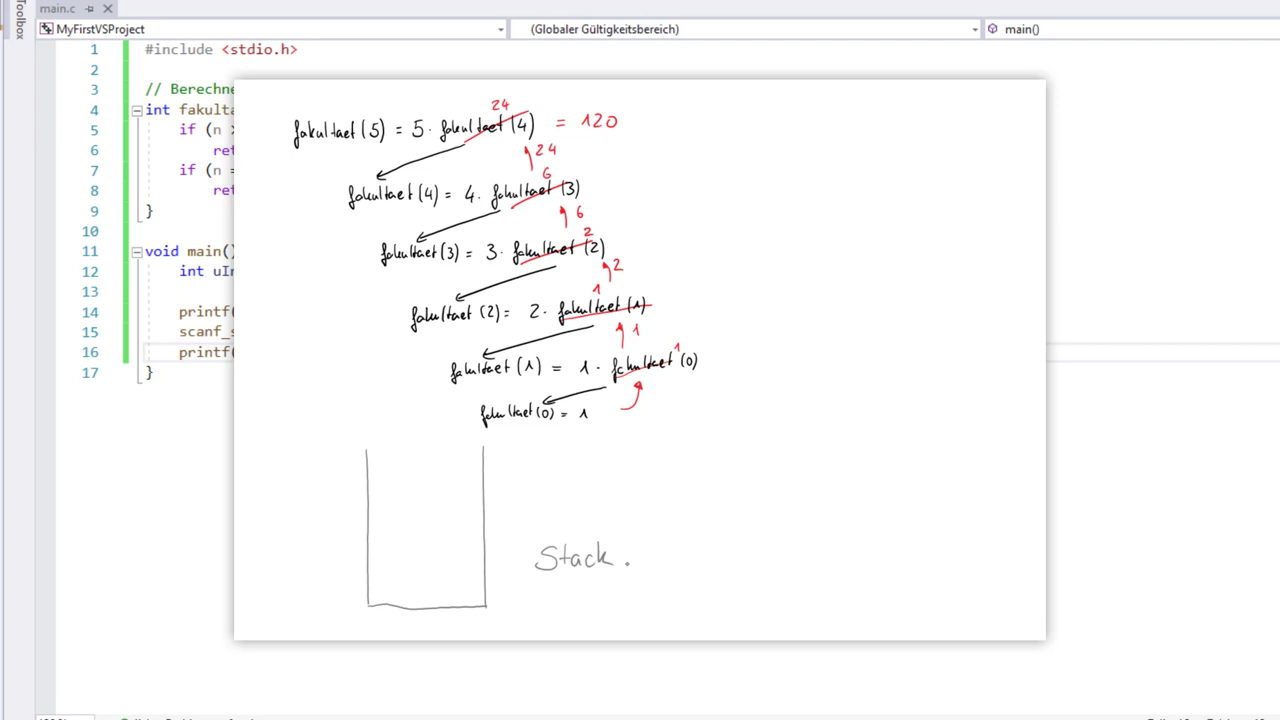 Toolbox
main.c
MyFirstVSProject (Globaler Gültigkeitsbereich) main()
1 #include <stdio.h>
2
3 // Berechne
4 int fakulta
5 if (n >
6 ret
7 if (n =
8 ret
9 }
10
11 void main()
12 int uIn
13
14 printf(
15 scanf_s
16 printf(
17 }
24
fakultaet (5) = 5 · fakultaet (4) = 120
24
6
fakultaet (4) = 4 · fakultaet (3)
6
2
fakultaet (3) = 3 · fakultaet (2)
2
1
fakultaet (2) = 2 · fakultaet (1)
1
1
fakultaet (1) = 1 · fakultaet (0)
fakultaet (0) = 1
Stack .